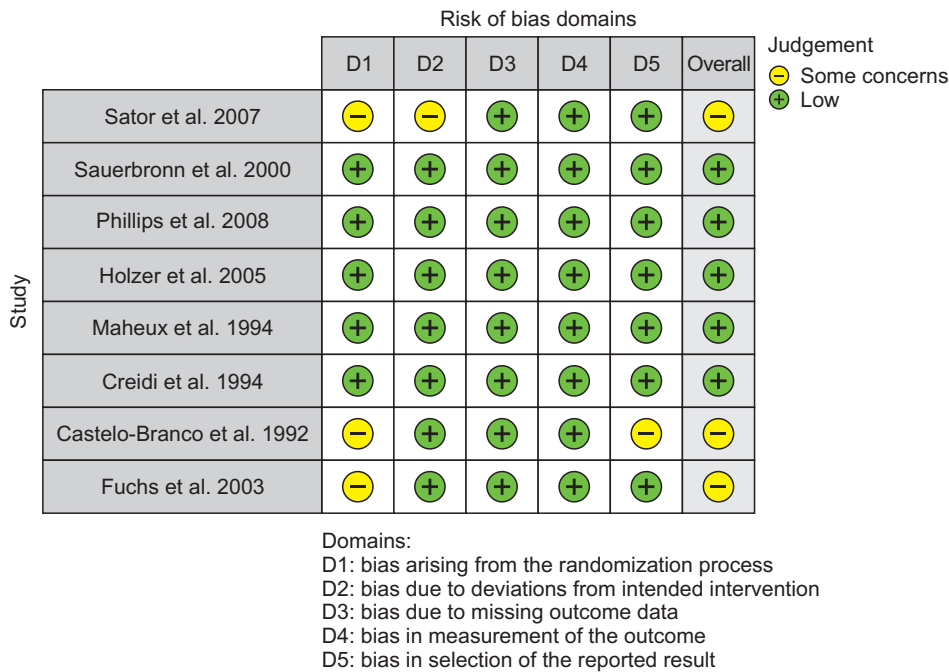 Risk of bias domains
D1 D2 D3 D4 D5 Overall
Judgement
Some concerns
Low
Study
Sator et al. 2007
Sauerbronn et al. 2000
Phillips et al. 2008
Holzer et al. 2005
Maheux et al. 1994
Creidi et al. 1994
Castelo-Branco et al. 1992
Fuchs et al. 2003
Domains:
D1: bias arising from the randomization process
D2: bias due to deviations from intended intervention
D3: bias due to missing outcome data
D4: bias in measurement of the outcome
D5: bias in selection of the reported result